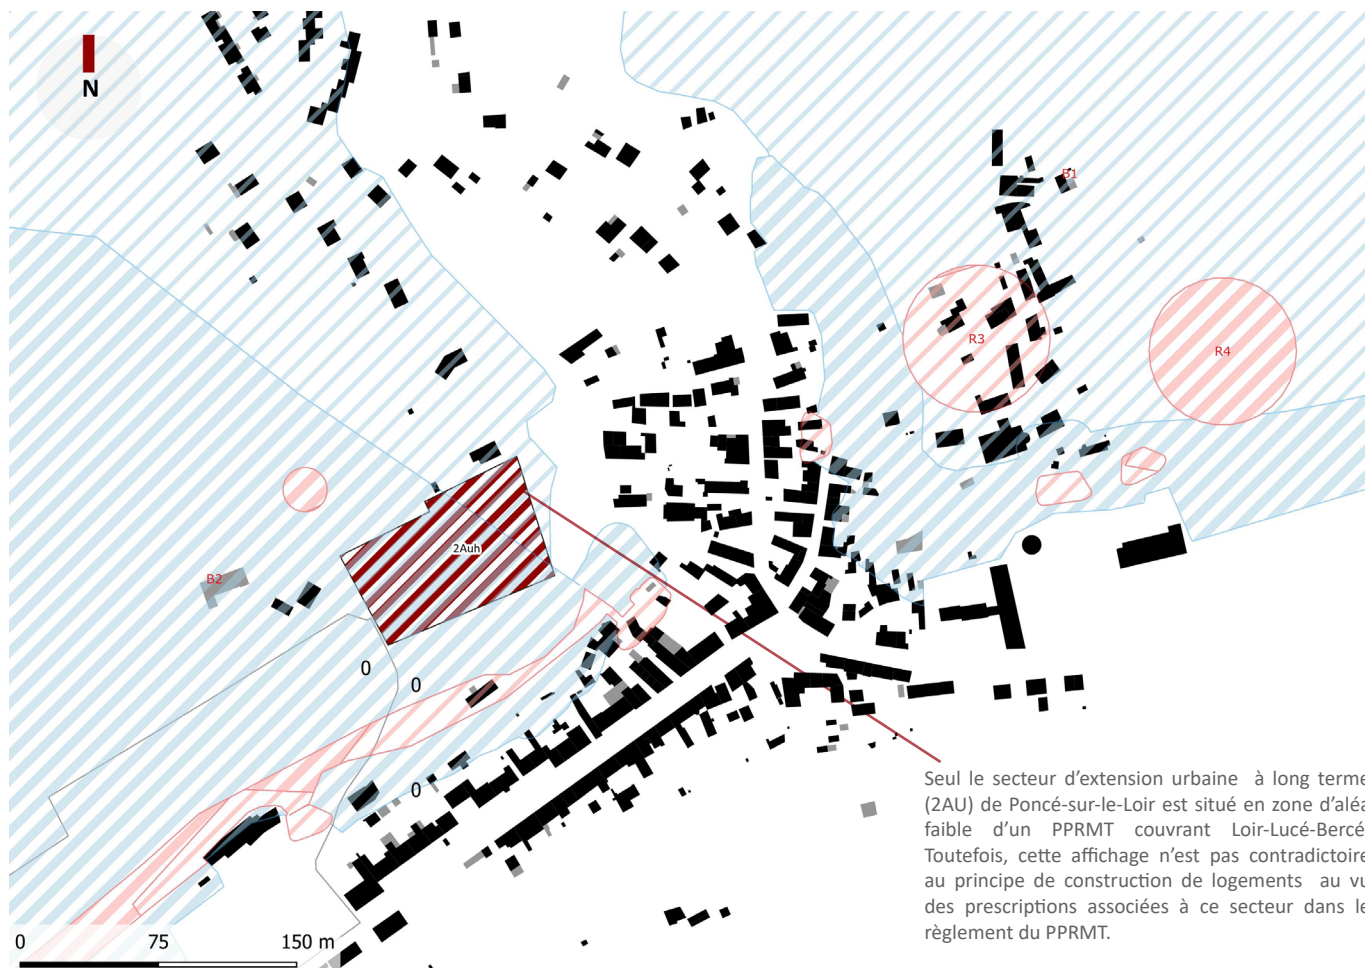 N
B1
R3
R4
2Auh
B2
0
0
0
Seul le secteur d'extension urbaine à long terme
(2AU) de Poncé-sur-le-Loir est situé en zone d'aléa
faible d'un PPRMT couvrant Loir-Lucé-Bercé
Toutefois, cette affichage n'est pas contradictoire
au principe de construction de logements au vu
des prescriptions associées à ce secteur dans le
règlement du PPRMT.
0 75 150 m